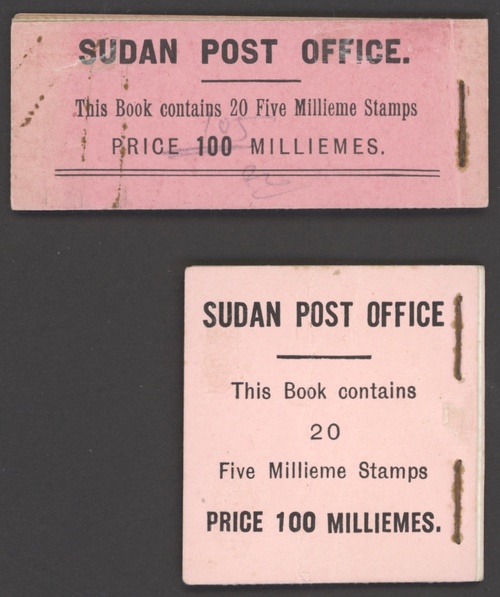 SUDAN POST OFFICE.
This Book contains 20 Five Millieme Stamps
PRICE 100 MILLIEMES.
SUDAN POST OFFICE
This Book contains
20
Five Millieme Stamps
PRICE 100 MILLIEMES.